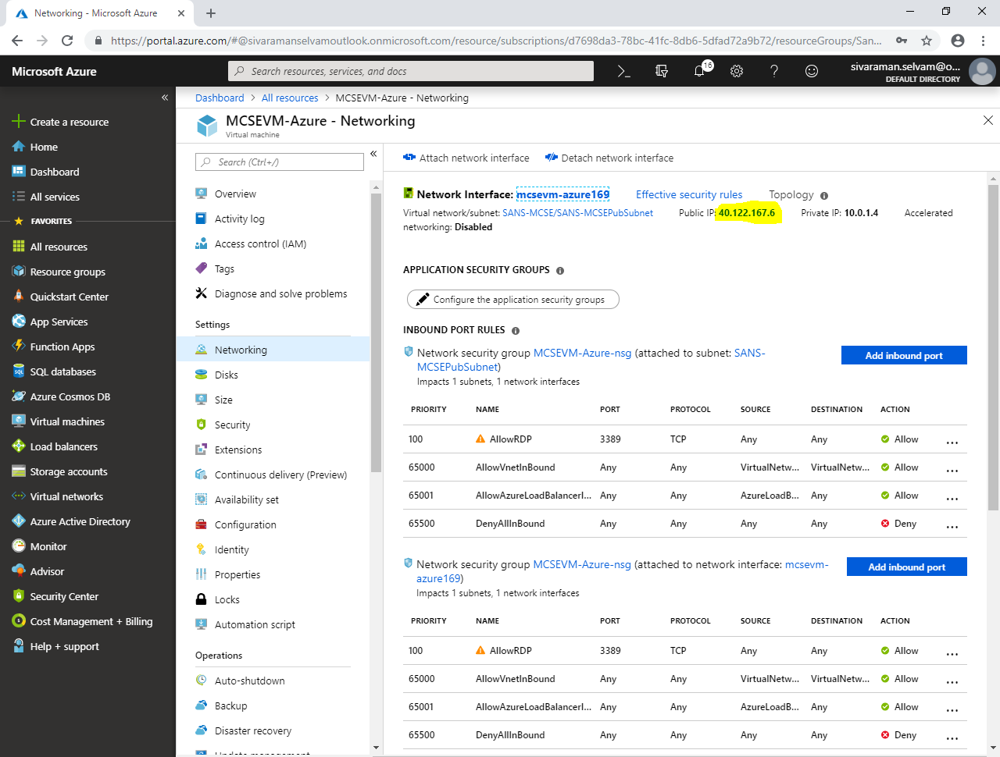 Networking - Microsoft Azure
https://portal.azure.com/#@sivaramanselvamoutlook.onmicrosoft.com/resource/subscriptions/d7698da3-78bc-41fc-8db6-5dfad72a9b72/resourceGroups/San...
Microsoft Azure
Search resources, services, and docs
16
sivaraman.selvam@o...
DEFAULT DIRECTORY
Create a resource
Home
Dashboard
All services
FAVORITES
All resources
Resource groups
Quickstart Center
App Services
Function Apps
SQL databases
Azure Cosmos DB
Virtual machines
Load balancers
Storage accounts
Virtual networks
Azure Active Directory
Monitor
Advisor
Security Center
Cost Management + Billing
Help + support
Dashboard > All resources > MCSEVM-Azure - Networking
MCSEVM-Azure - Networking
Virtual machine
Search (Ctrl+/)
Overview
Activity log
Access control (IAM)
Tags
Diagnose and solve problems
Settings
Networking
Disks
Size
Security
Extensions
Continuous delivery (Preview)
Availability set
Configuration
Identity
Properties
Locks
Automation script
Operations
Auto-shutdown
Backup
Disaster recovery
Update management
Attach network interface Detach network interface
Network Interface: mcsevm-azure169 Effective security rules Topology
Virtual network/subnet: SANS-MCSE/SANS-MCSEPubSubnet Public IP: 40.122.167.6 Private IP: 10.0.1.4 Accelerated
networking: Disabled
APPLICATION SECURITY GROUPS
Configure the application security groups
INBOUND PORT RULES
Network security group MCSEVM-Azure-nsg (attached to subnet: SANS-
MCSEPubSubnet)
Impacts 1 subnets, 1 network interfaces
Add inbound port
PRIORITY NAME PORT PROTOCOL SOURCE DESTINATION ACTION
100 AllowRDP 3389 TCP Any Any Allow ...
65000 AllowVnetInBound Any Any VirtualNetw... VirtualNetw... Allow ...
65001 AllowAzureLoadBalancerI... Any Any AzureLoadB... Any Allow ...
65500 DenyAllInBound Any Any Any Any Deny ...
Network security group MCSEVM-Azure-nsg (attached to network interface: mcsevm-
azure169)
Impacts 1 subnets, 1 network interfaces
Add inbound port
PRIORITY NAME PORT PROTOCOL SOURCE DESTINATION ACTION
100 AllowRDP 3389 TCP Any Any Allow ...
65000 AllowVnetInBound Any Any VirtualNetw... VirtualNetw... Allow ...
65001 AllowAzureLoadBalancerI... Any Any AzureLoadB... Any Allow ...
65500 DenyAllInBound Any Any Any Any Deny ...